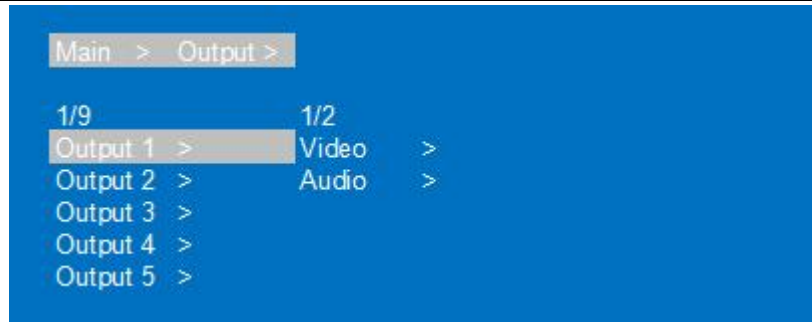 Main > Output >
1/9 1/2
Output 1 > Video >
Output 2 > Audio >
Output 3 >
Output 4 >
Output 5 >